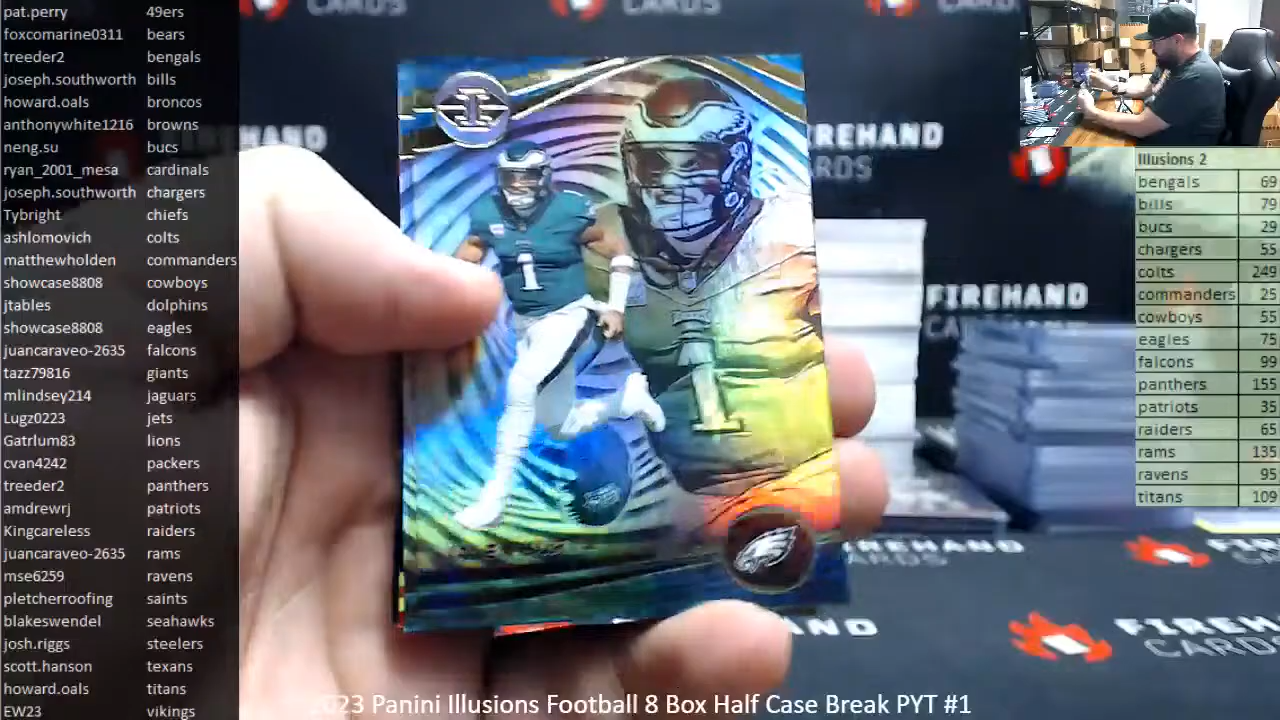 pat.perry 49ers
foxcomarine0311 bears
treeder2 bengals
joseph.southworth bills
howard.oals broncos
anthonywhite1216 browns
neng.su bucs
ryan_2001_mesa cardinals
joseph.southworth chargers
Tybright chiefs
ashlomovich colts
matthewholden commanders
showcase8808 cowboys
jtables dolphins
showcase8808 eagles
juancaraveo-2635 falcons
tazz79816 giants
mlindsey214 jaguars
Lugz0223 jets
Gatrlum83 lions
cvan4242 packers
treeder2 panthers
amdrewrj patriots
Kingcareless raiders
juancaraveo-2635 rams
mse6259 ravens
pletcherroofing saints
blakeswendel seahawks
josh.riggs steelers
scott.hanson texans
howard.oals titans
EW23 vikings
CARDS
CARDS
FIREHAND
CARDS
FIREHAND
CARDS
1
1
I
Illusions 2
bengals 69
bills 79
bucs 29
chargers 55
colts 249
commanders 25
cowboys 55
eagles 75
falcons 99
panthers 155
patriots 35
raiders 65
rams 135
ravens 95
titans 109
2023 Panini Illusions Football 8 Box Half Case Break PYT #1